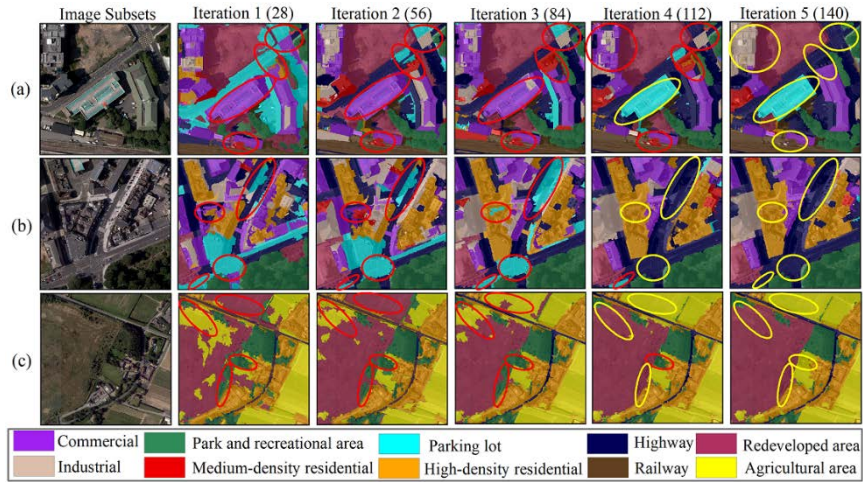 Image Subsets Iteration 1 (28) Iteration 2 (56) Iteration 3 (84) Iteration 4 (112) Iteration 5 (140)
(a)
(b)
(c)
Commercial Park and recreational area Parking lot Highway Redeveloped area
Industrial Medium-density residential High-density residential Railway Agricultural area